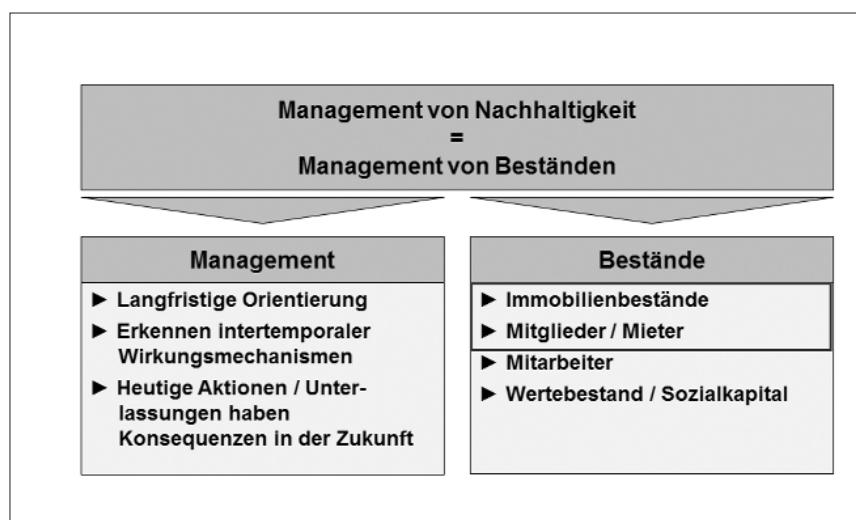 Management von Nachhaltigkeit
=
Management von Beständen
Management
► Langfristige Orientierung
► Erkennen intertemporaler
Wirkungsmechanismen
► Heutige Aktionen / Unter-
lassungen haben
Konsequenzen in der Zukunft
Bestände
► Immobilienbestände
► Mitglieder / Mieter
► Mitarbeiter
► Wertebestand / Sozialkapital